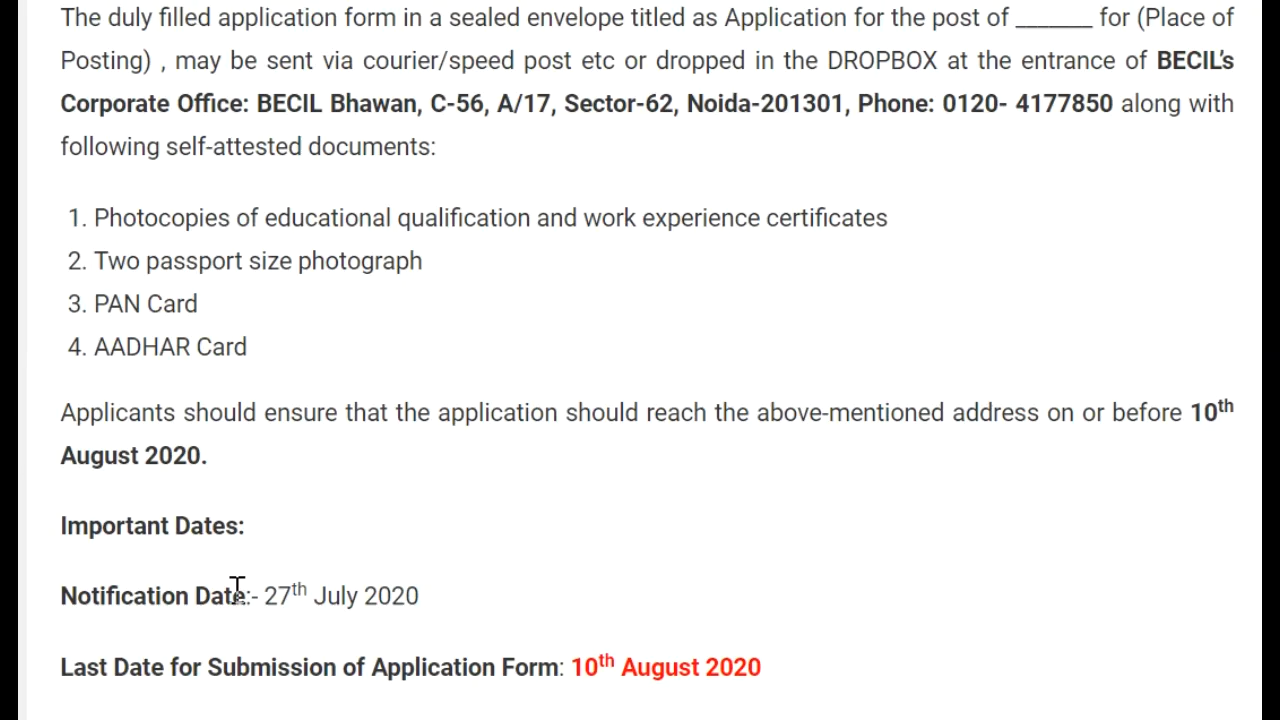 The duly filled application form in a sealed envelope titled as Application for the post of _______ for (Place of
Posting) , may be sent via courier/speed post etc or dropped in the DROPBOX at the entrance of BECIL’s
Corporate Office: BECIL Bhawan, C-56, A/17, Sector-62, Noida-201301, Phone: 0120- 4177850 along with
following self-attested documents:
1. Photocopies of educational qualification and work experience certificates
2. Two passport size photograph
3. PAN Card
4. AADHAR Card
Applicants should ensure that the application should reach the above-mentioned address on or before 10th
August 2020.
Important Dates:
Notification Date:- 27th July 2020
Last Date for Submission of Application Form: 10th August 2020